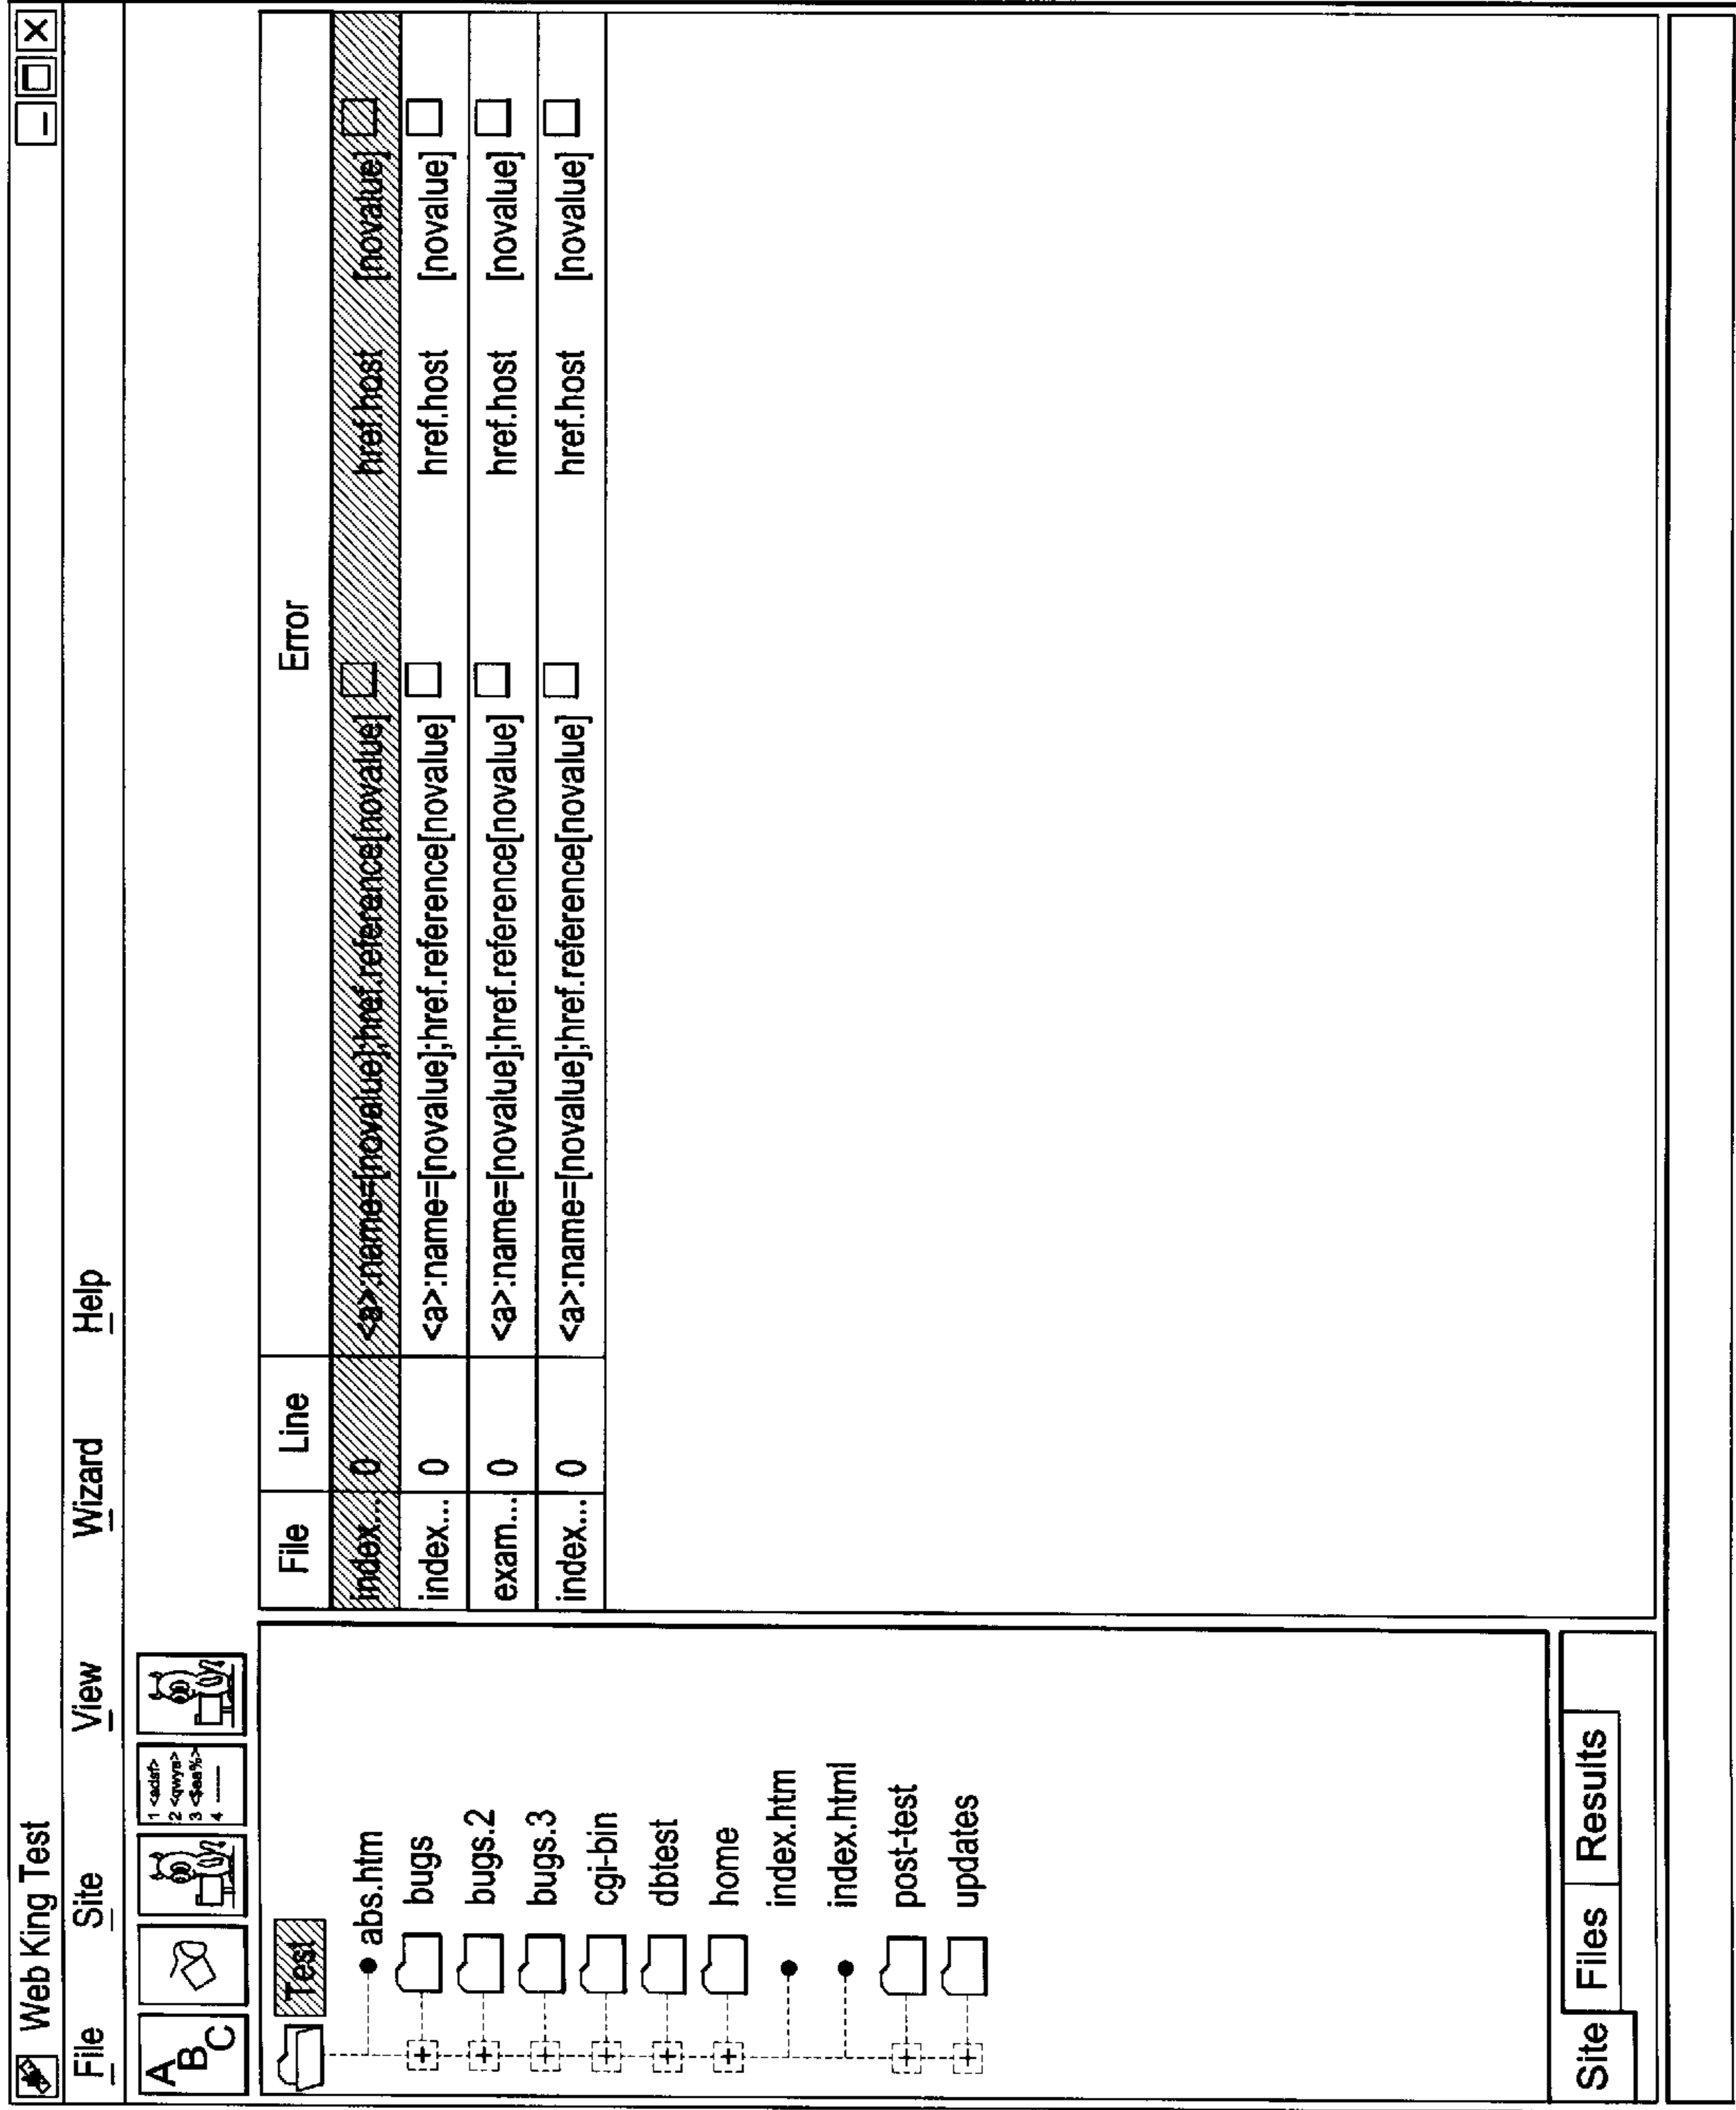 Web King Test
File Site View Wizard Help
A B C
1 <adsf>
2 <qwya>
3 <$sa%>
4 ——
Test
abs.htm
bugs
bugs.2
bugs.3
cgi-bin
dbtest
home
index.htm
index.html
post-test
updates
Site Files Results
File Line Error
index... 0 <a>:name=[novalue];href.reference[novalue] href.host [novalue]
index... 0 <a>:name=[novalue];href.reference[novalue] href.host [novalue]
exam... 0 <a>:name=[novalue];href.reference[novalue] href.host [novalue]
index... 0 <a>:name=[novalue];href.reference[novalue] href.host [novalue]